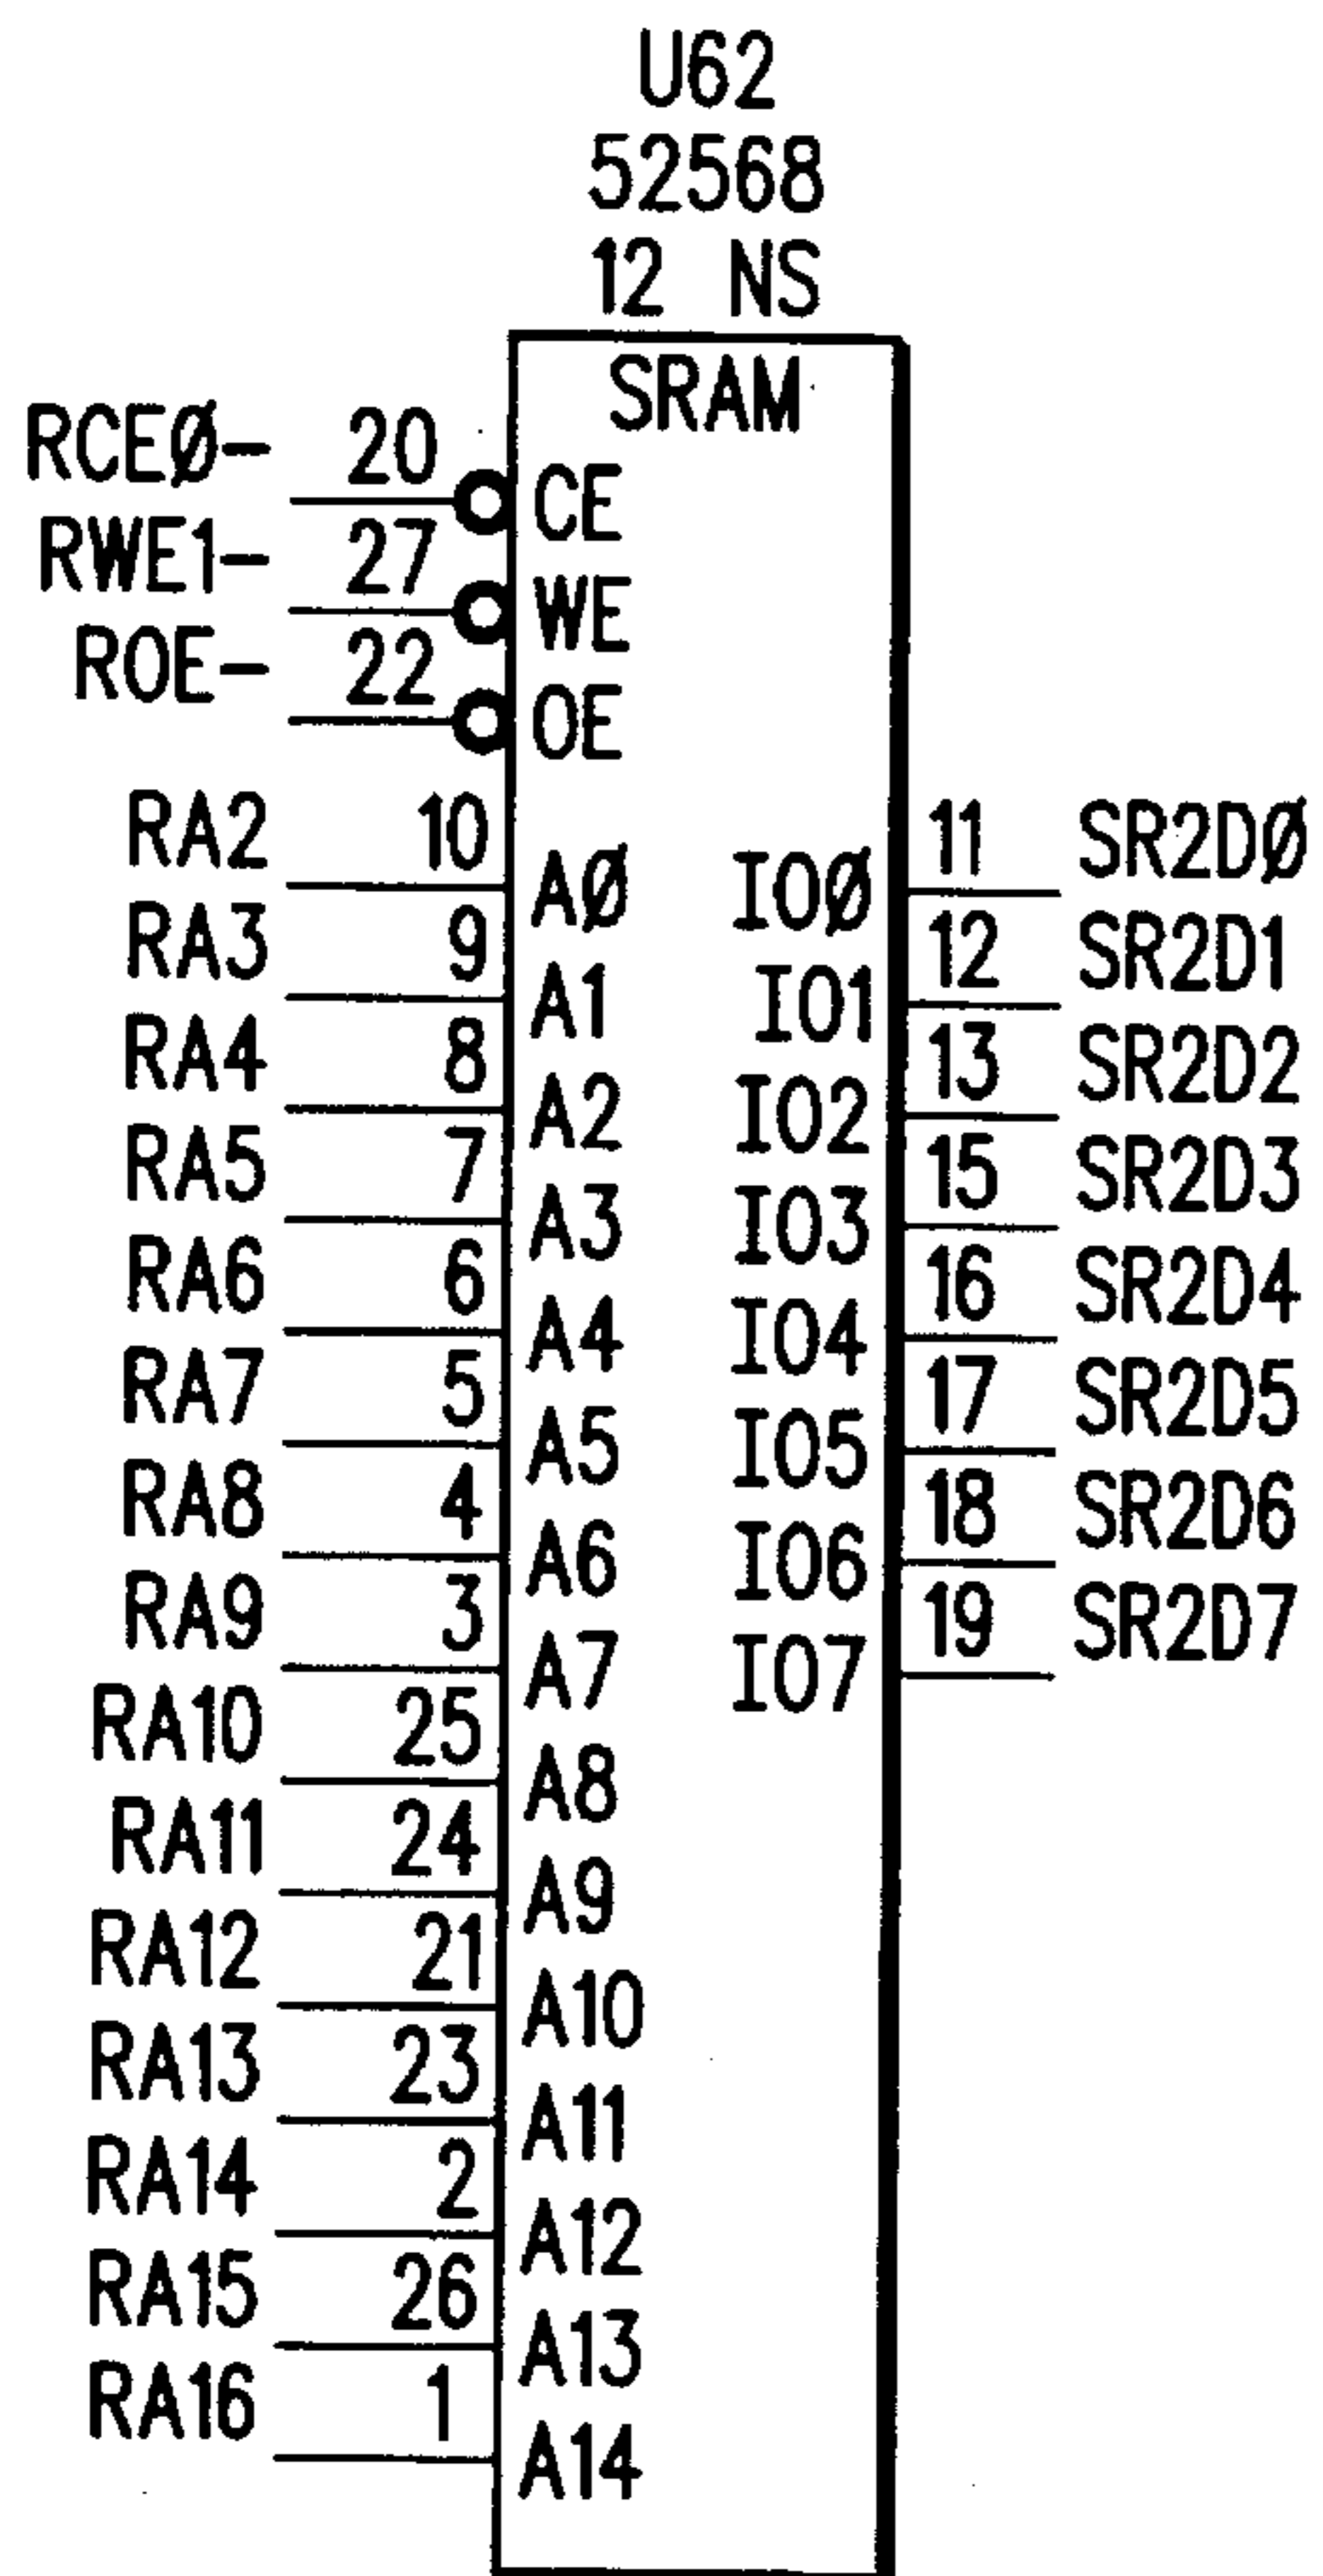 U62
52568
12 NS
SRAM
RCEØ- 20 CE
RWE1- 27 WE
ROE- 22 OE
RA2 10 AØ IOØ 11 SR2DØ
RA3 9 A1 IO1 12 SR2D1
RA4 8 A2 IO2 13 SR2D2
RA5 7 A3 IO3 15 SR2D3
RA6 6 A4 IO4 16 SR2D4
RA7 5 A5 IO5 17 SR2D5
RA8 4 A6 IO6 18 SR2D6
RA9 3 A7 IO7 19 SR2D7
RA10 25 A8
RA11 24 A9
RA12 21 A10
RA13 23 A11
RA14 2 A12
RA15 26 A13
RA16 1 A14